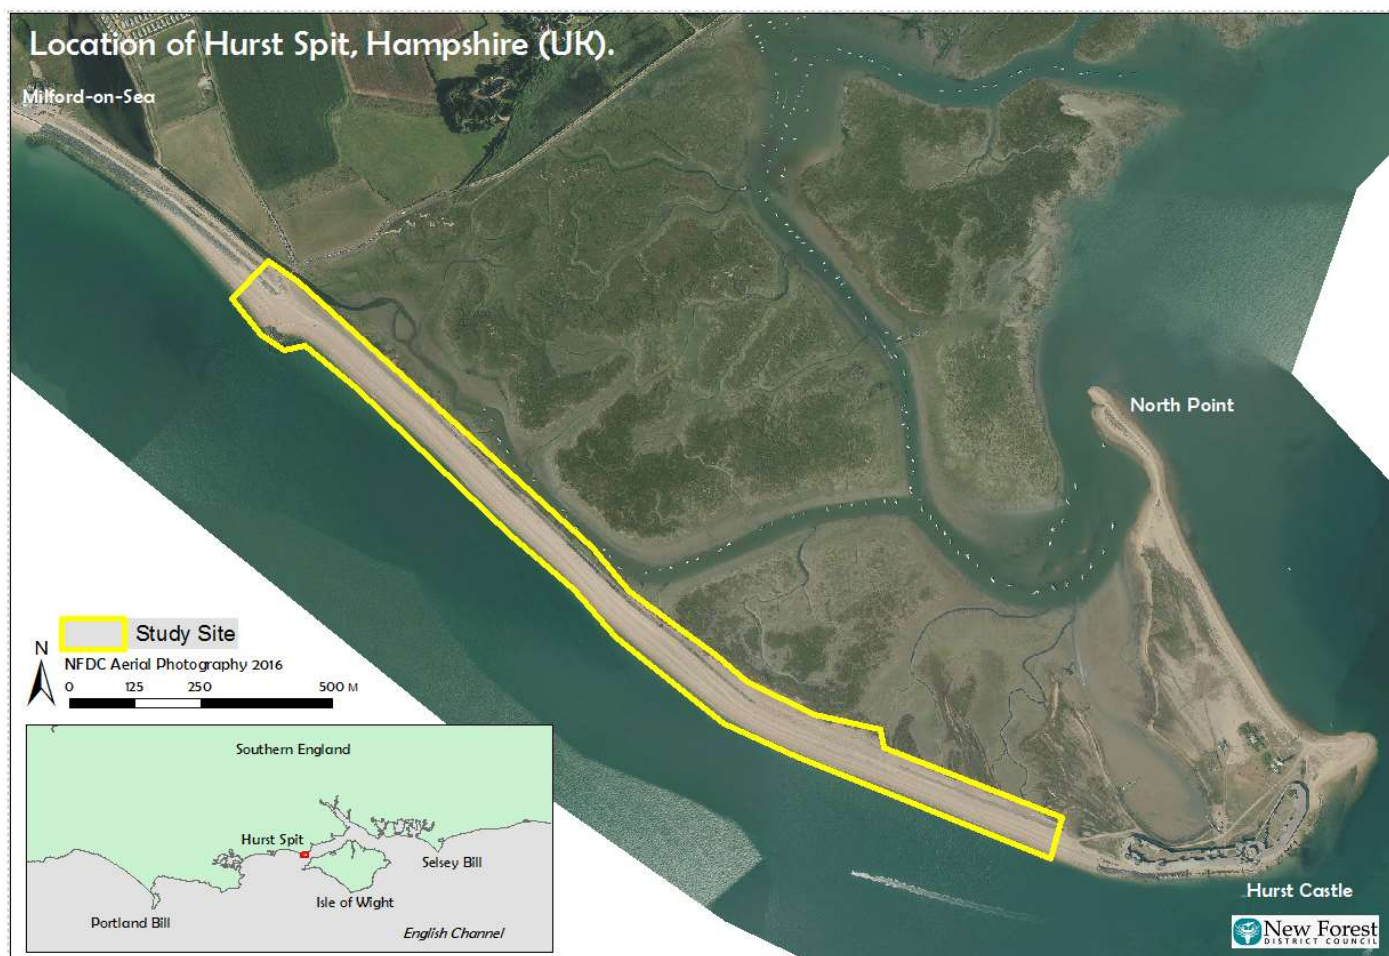 Location of Hurst Spit, Hampshire (UK).
Milford-on-Sea
North Point
Study Site
N
NFDC Aerial Photography 2016
0 125 250 500 M
Southern England
Hurst Spit
Selsey Bill
Isle of Wight
Portland Bill
English Channel
Hurst Castle
New Forest
DISTRICT COUNCIL